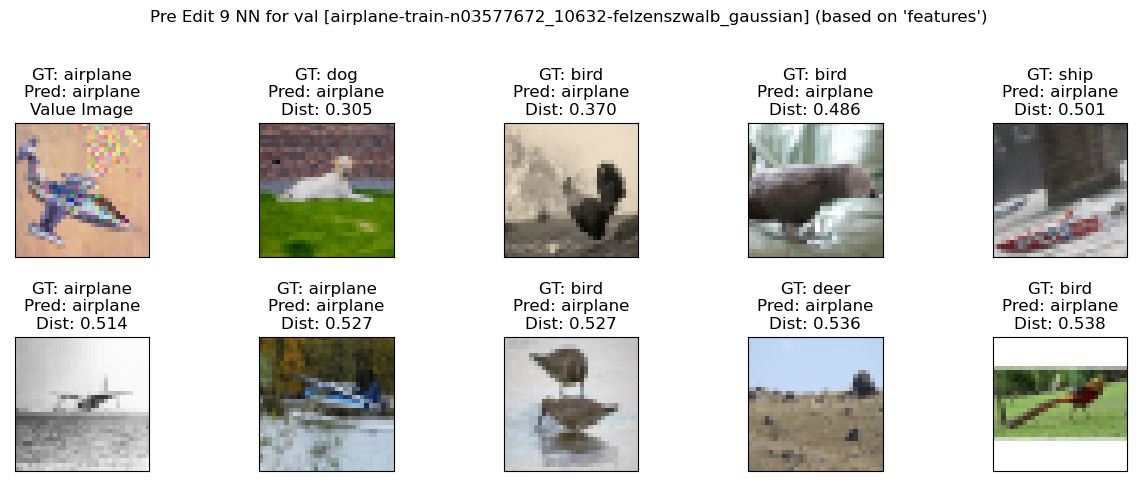 Pre Edit 9 NN for val [airplane-train-n03577672_10632-felzenszwalb_gaussian] (based on 'features')
GT: airplane
Pred: airplane
Value Image
GT: dog
Pred: airplane
Dist: 0.305
GT: bird
Pred: airplane
Dist: 0.370
GT: bird
Pred: airplane
Dist: 0.486
GT: ship
Pred: airplane
Dist: 0.501
GT: airplane
Pred: airplane
Dist: 0.514
GT: airplane
Pred: airplane
Dist: 0.527
GT: bird
Pred: airplane
Dist: 0.527
GT: deer
Pred: airplane
Dist: 0.536
GT: bird
Pred: airplane
Dist: 0.538